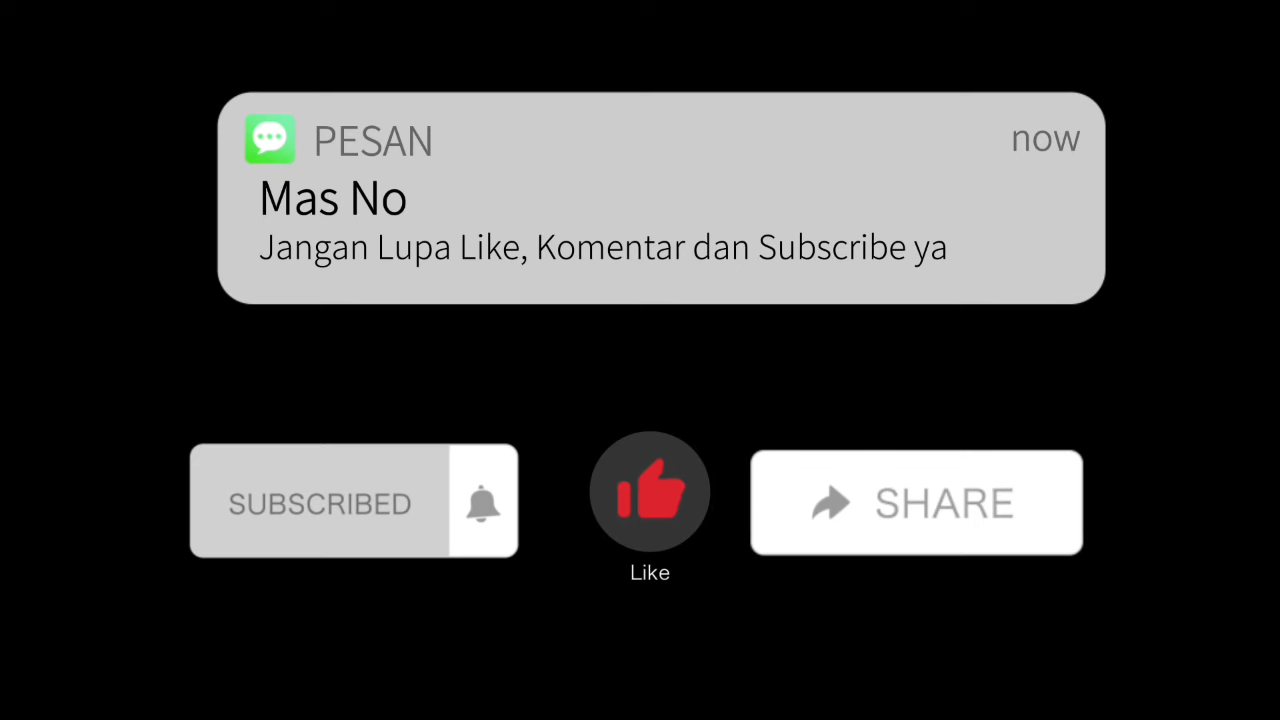 PESAN
now
Mas No
Jangan Lupa Like, Komentar dan Subscribe ya
SUBSCRIBED
Like
SHARE